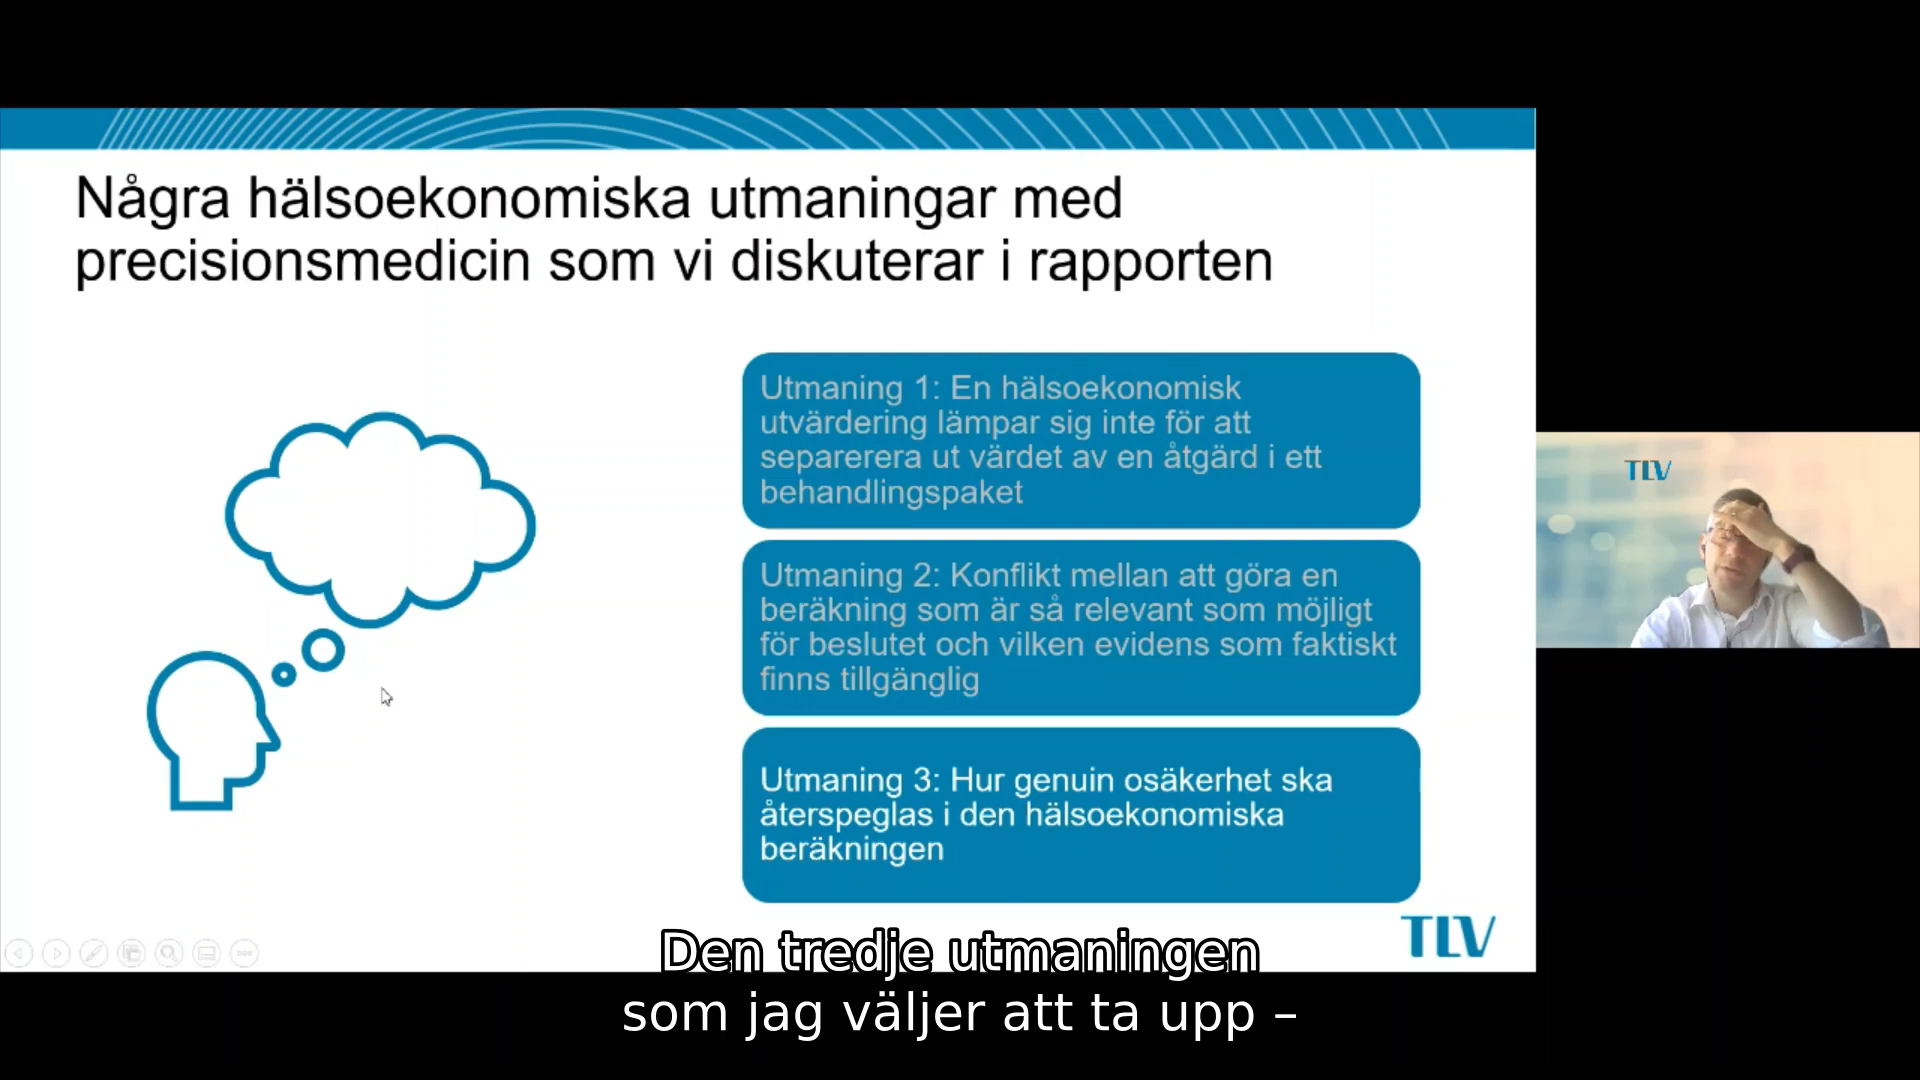 Några hälsoekonomiska utmaningar med
precisionsmedicin som vi diskuterar i rapporten
Utmaning 1: En hälsoekonomisk
utvärdering lämpar sig inte för att
separerera ut värdet av en åtgärd i ett
behandlingspaket
Utmaning 2: Konflikt mellan att göra en
beräkning som är så relevant som möjligt
för beslutet och vilken evidens som faktiskt
finns tillgänglig
Utmaning 3: Hur genuin osäkerhet ska
återspeglas i den hälsoekonomiska
beräkningen
TLV
TLV
Den tredje utmaningen
som jag väljer att ta upp –